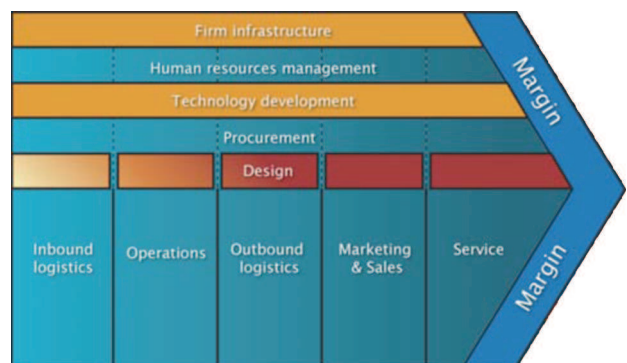 Firm infrastructure
Human resources management
Technology development
Procurement
Design
Inbound
logistics
Operations
Outbound
logistics
Marketing
& Sales
Service
Margin
Margin